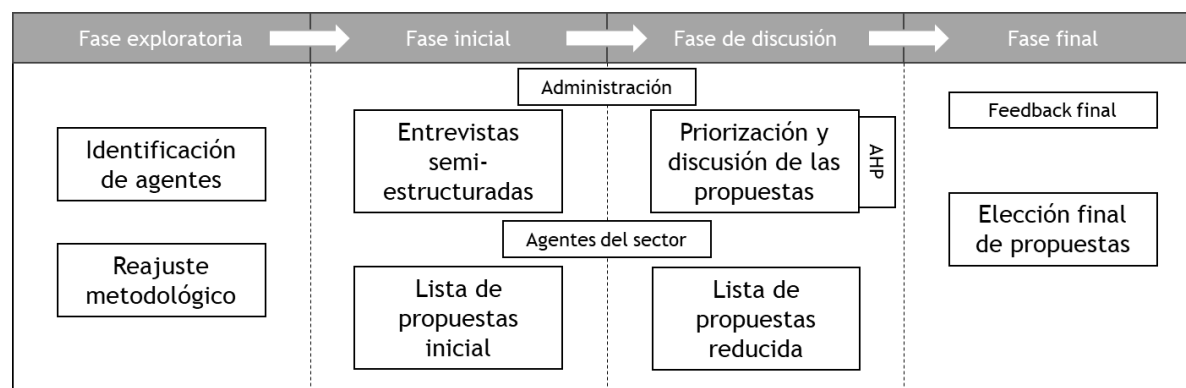 Fase exploratoria
Fase inicial
Fase de discusión
Fase final
Identificación
de agentes
Reajuste
metodológico
Administración
Entrevistas
semi-
estructuradas
Agentes del sector
Lista de
propuestas
inicial
Priorización y
discusión de las
propuestas
AHP
Lista de
propuestas
reducida
Feedback final
Elección final
de propuestas